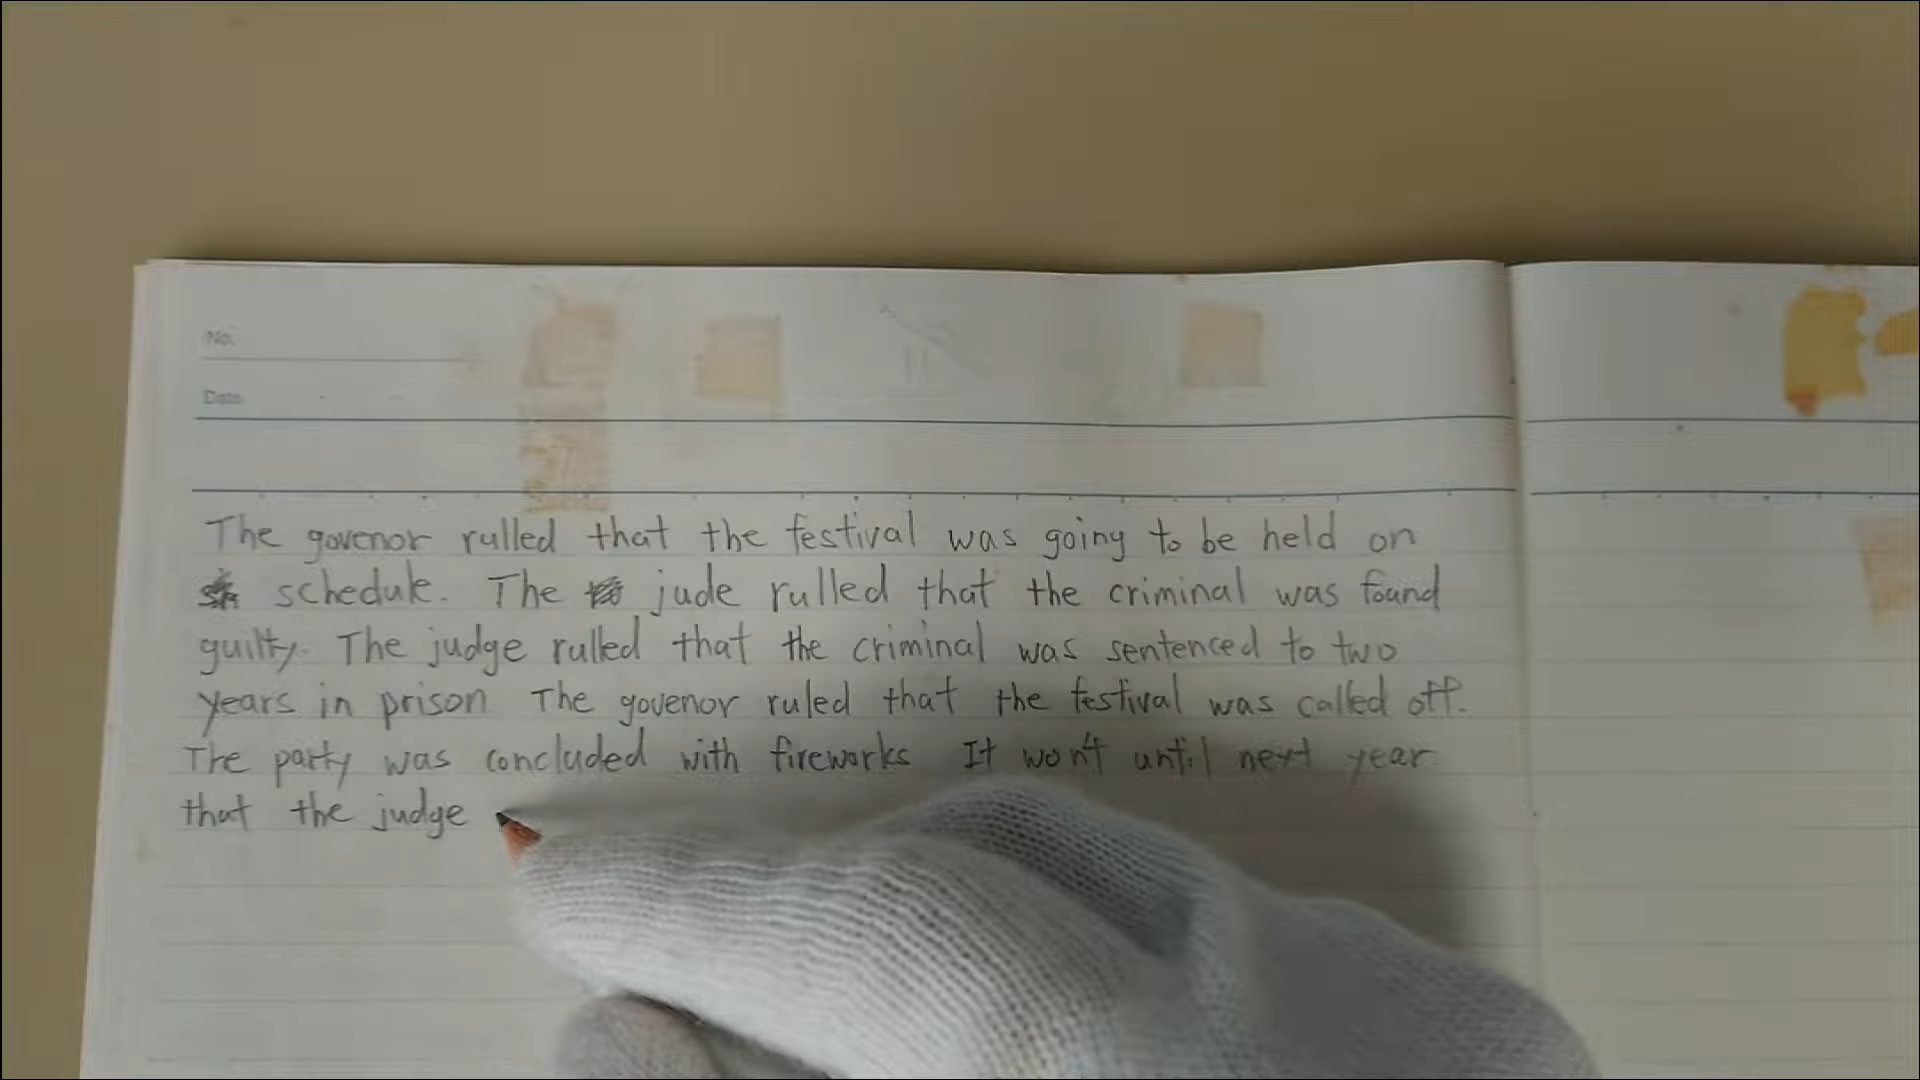 No.
Date
The govenor rulled that the festival was going to be held on
schedule. The jude rulled that the criminal was found
guilty. The judge rulled that the criminal was sentenced to two
years in prison The govenor ruled that the festival was called off.
The party was concluded with fireworks It won't until next year
that the judge